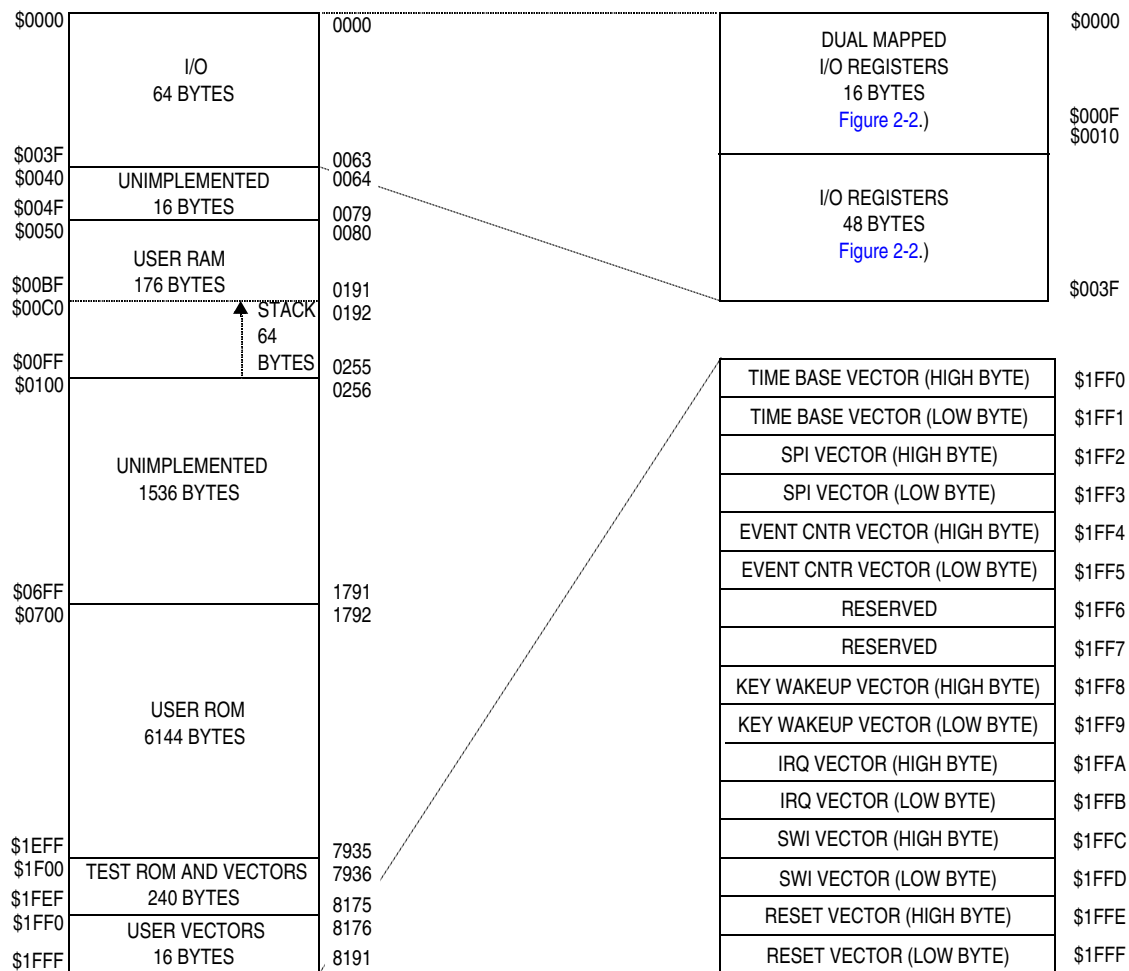 $0000
0000
I/O
64 BYTES
$003F
0063
$0040
0064
UNIMPLEMENTED
16 BYTES
$004F
0079
$0050
0080
USER RAM
176 BYTES
$00BF
0191
$00C0
0192
STACK
64
BYTES
$00FF
0255
$0100
0256
UNIMPLEMENTED
1536 BYTES
$06FF
1791
$0700
1792
USER ROM
6144 BYTES
$1EFF
7935
$1F00
7936
TEST ROM AND VECTORS
240 BYTES
$1FEF
8175
$1FF0
8176
USER VECTORS
16 BYTES
$1FFF
8191
$0000
DUAL MAPPED
I/O REGISTERS
16 BYTES
Figure 2-2.)
$000F
$0010
I/O REGISTERS
48 BYTES
Figure 2-2.)
$003F
TIME BASE VECTOR (HIGH BYTE) $1FF0
TIME BASE VECTOR (LOW BYTE) $1FF1
SPI VECTOR (HIGH BYTE) $1FF2
SPI VECTOR (LOW BYTE) $1FF3
EVENT CNTR VECTOR (HIGH BYTE) $1FF4
EVENT CNTR VECTOR (LOW BYTE) $1FF5
RESERVED $1FF6
RESERVED $1FF7
KEY WAKEUP VECTOR (HIGH BYTE) $1FF8
KEY WAKEUP VECTOR (LOW BYTE) $1FF9
IRQ VECTOR (HIGH BYTE) $1FFA
IRQ VECTOR (LOW BYTE) $1FFB
SWI VECTOR (HIGH BYTE) $1FFC
SWI VECTOR (LOW BYTE) $1FFD
RESET VECTOR (HIGH BYTE) $1FFE
RESET VECTOR (LOW BYTE) $1FFF